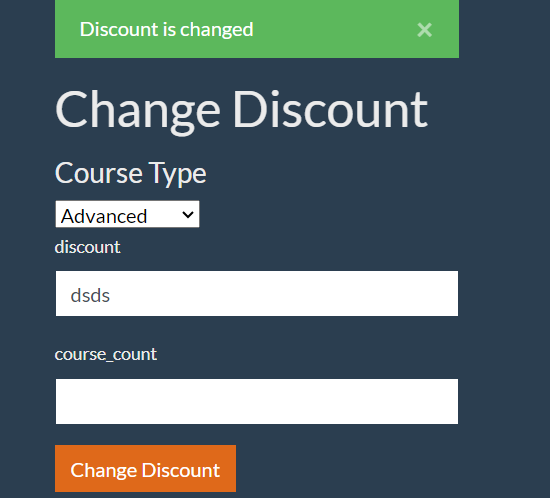 Discount is changed ×
Change Discount
Course Type
Advanced
discount
dsds
course_count
Change Discount